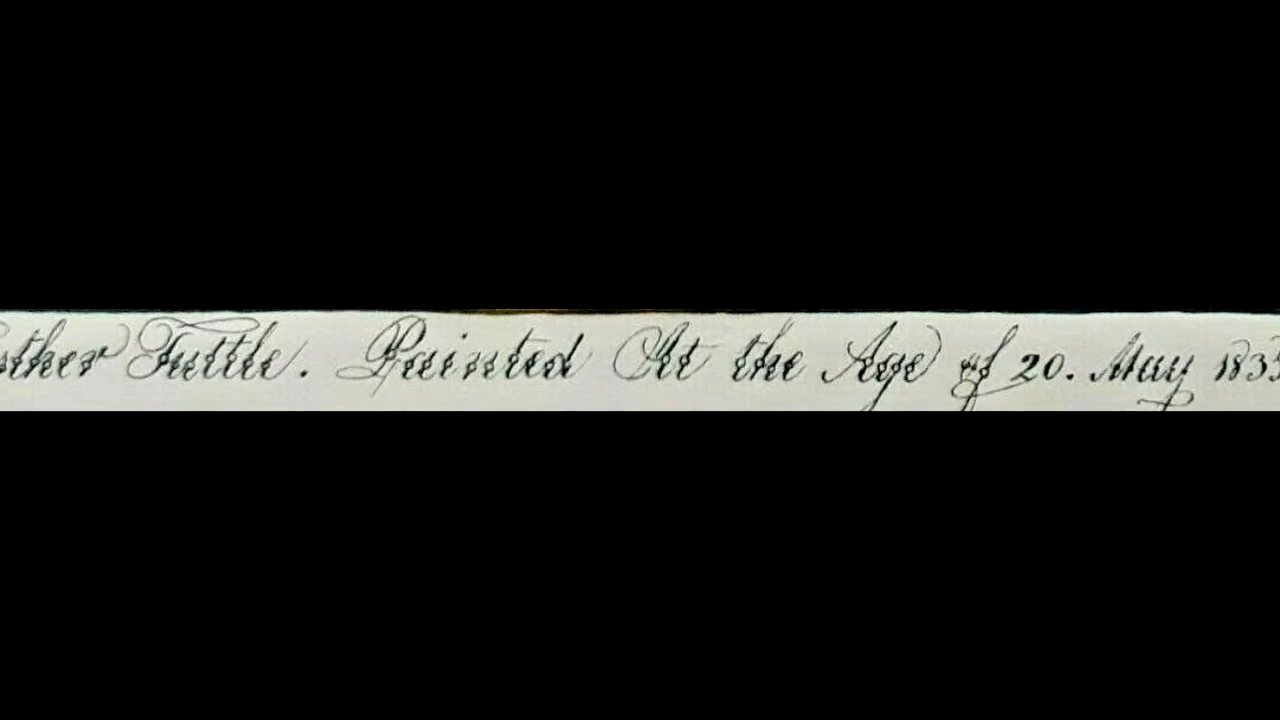 sther Tuttle. Painted At the Age of 20. May 183